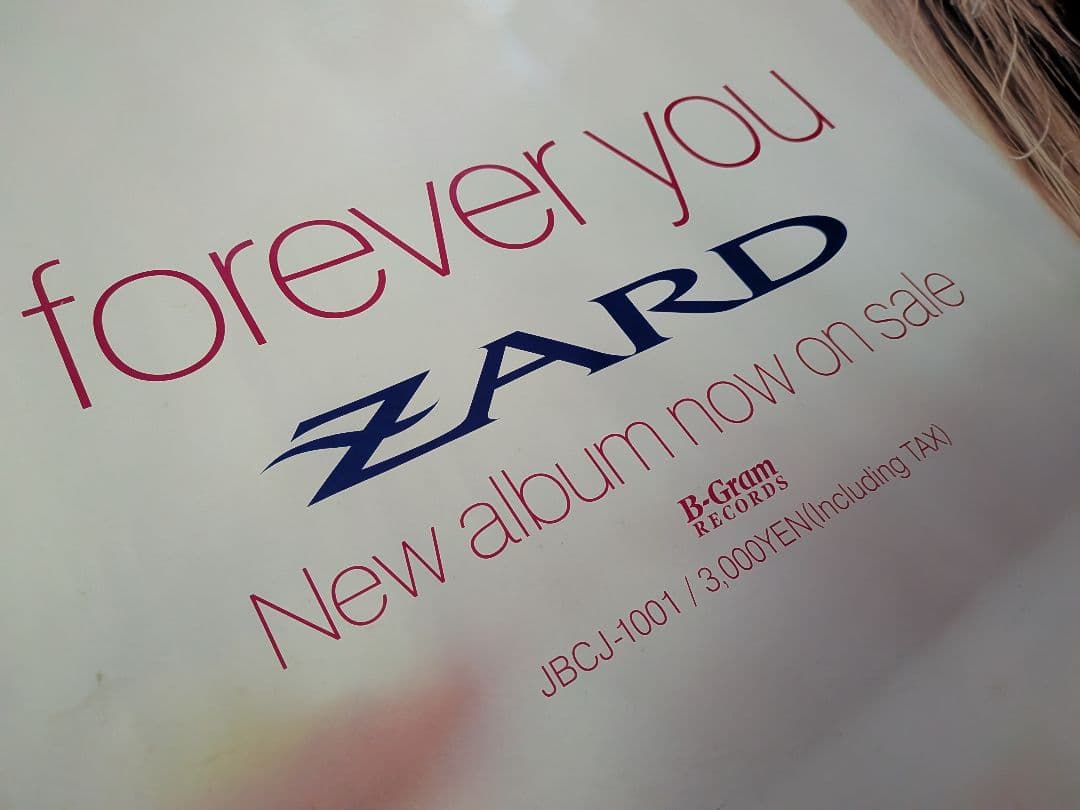 forever you
ZARD
New album now on sale
B-Gram
RECORDS
JBCJ-1001 / 3,000YEN(Including TAX)